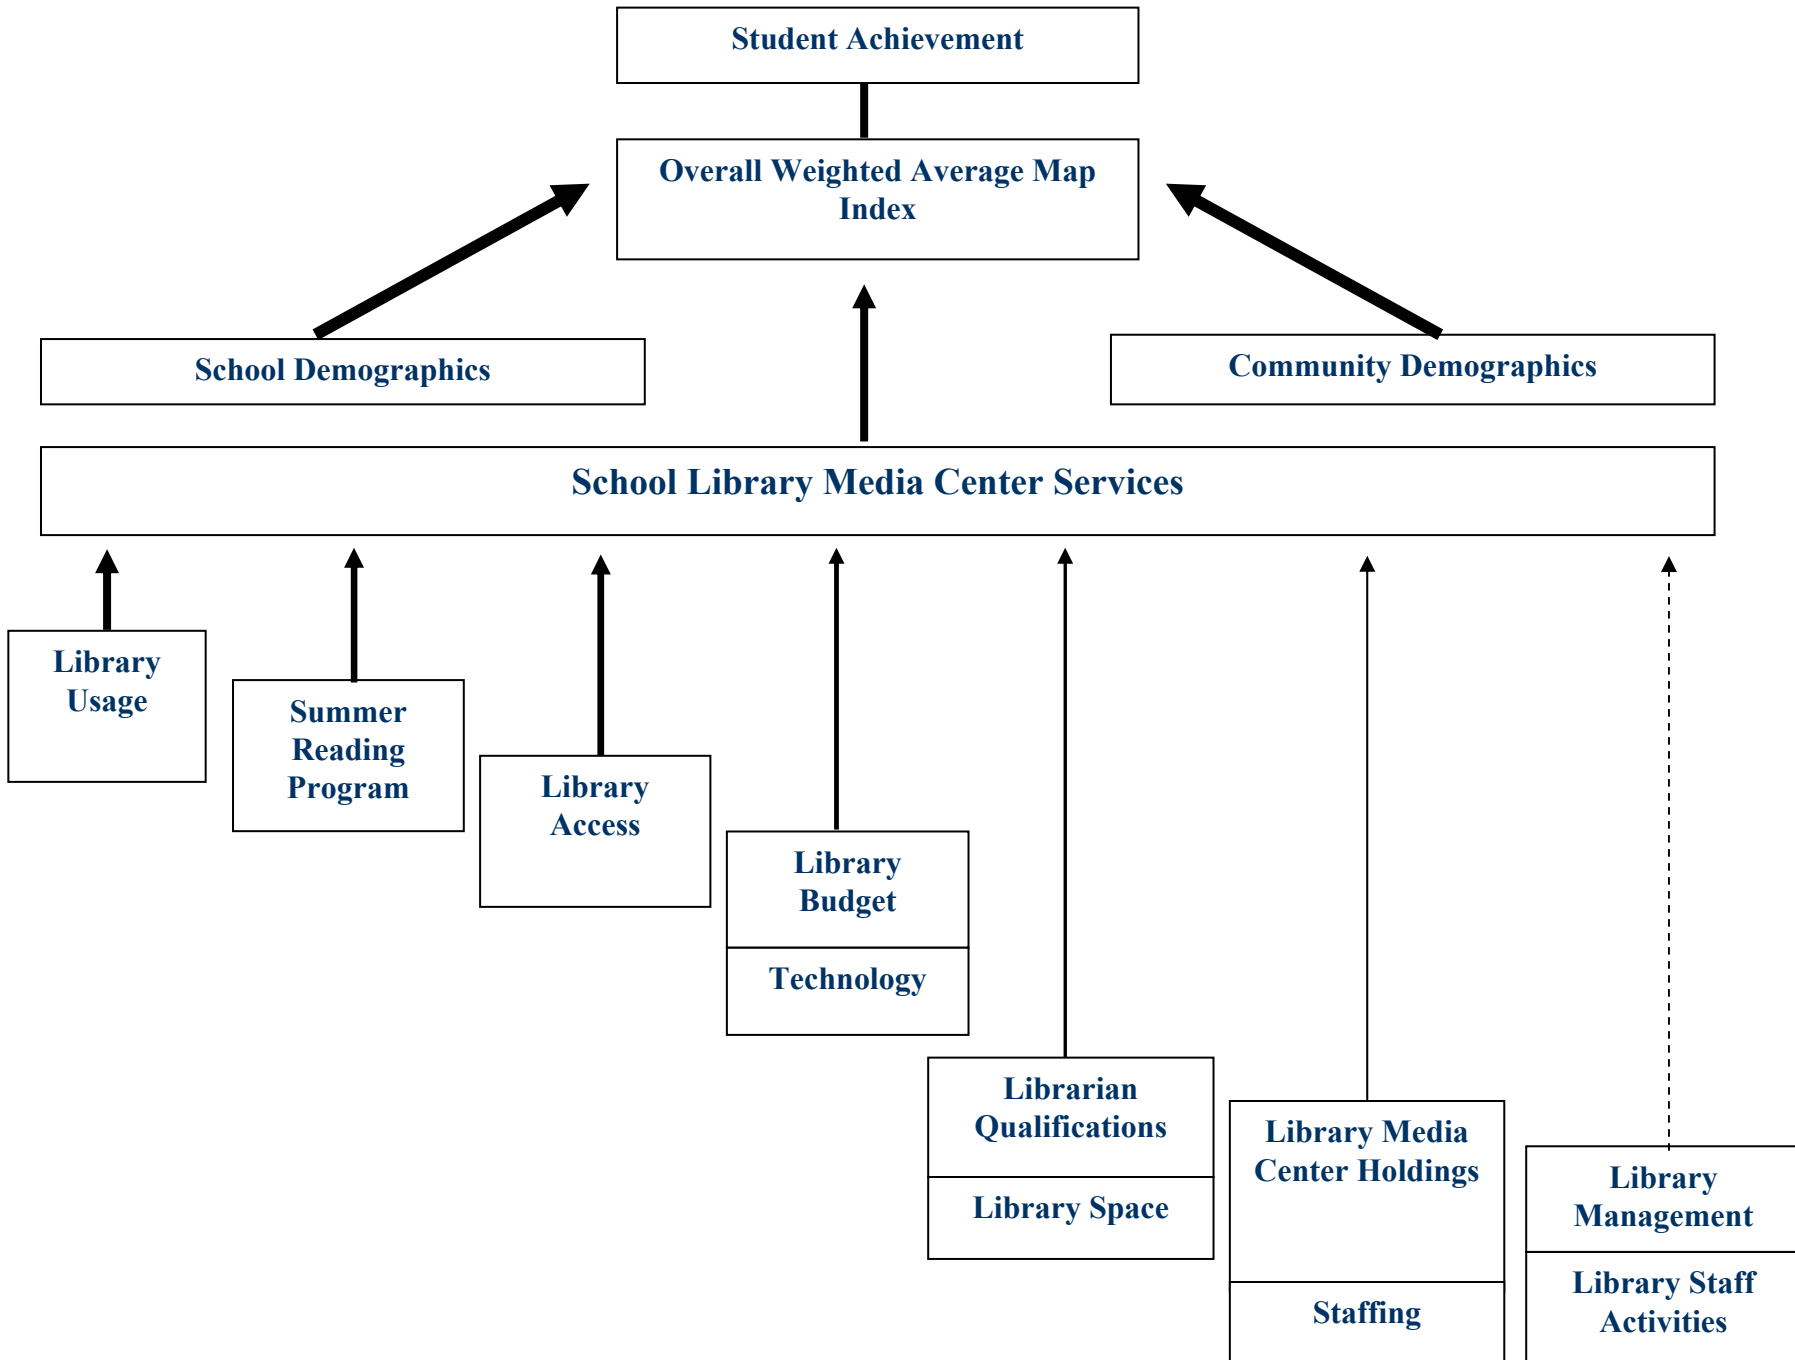 Student Achievement
Overall Weighted Average Map
Index
School Demographics
Community Demographics
School Library Media Center Services
Library
Usage
Summer
Reading
Program
Library
Access
Library
Budget
Technology
Librarian
Qualifications
Library Space
Library Media
Center Holdings
Staffing
Library
Management
Library Staff
Activities